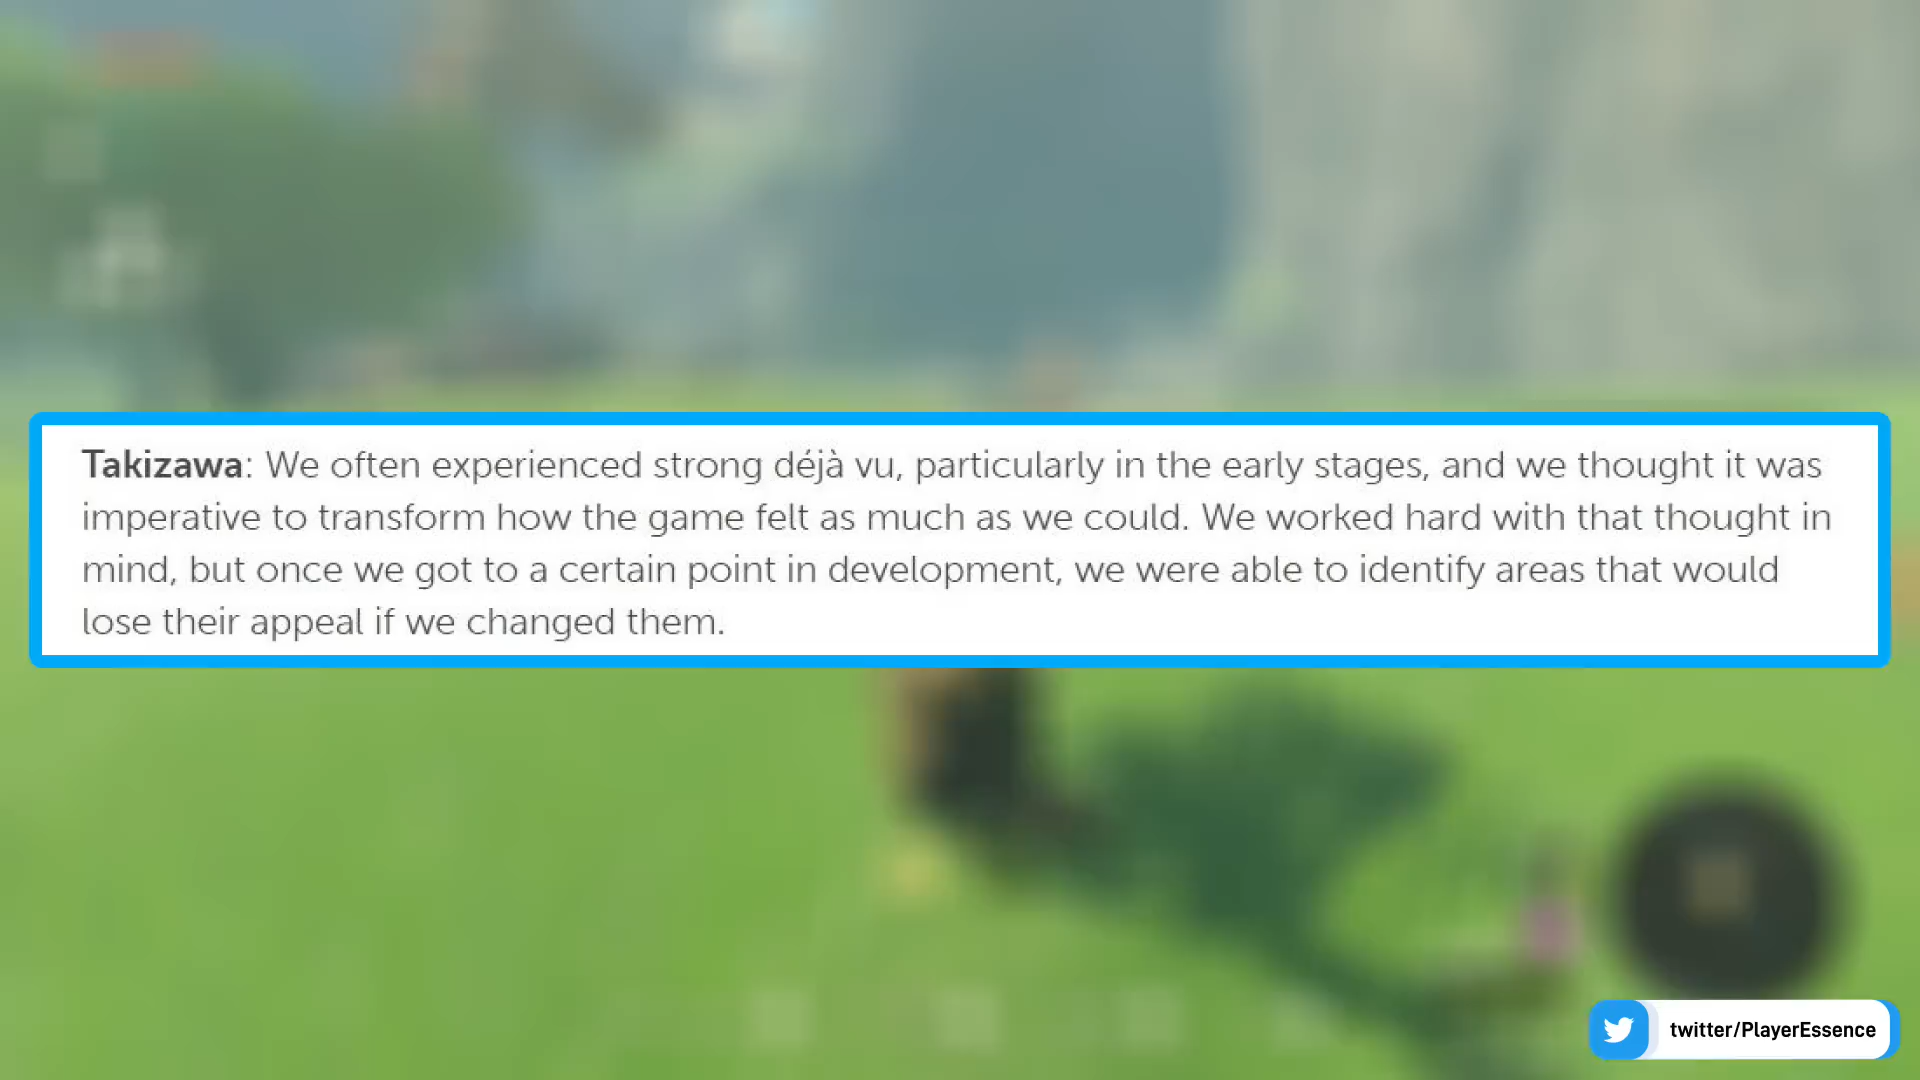 Takizawa: We often experienced strong déjà vu, particularly in the early stages, and we thought it was
imperative to transform how the game felt as much as we could. We worked hard with that thought in
mind, but once we got to a certain point in development, we were able to identify areas that would
lose their appeal if we changed them.
twitter/PlayerEssence